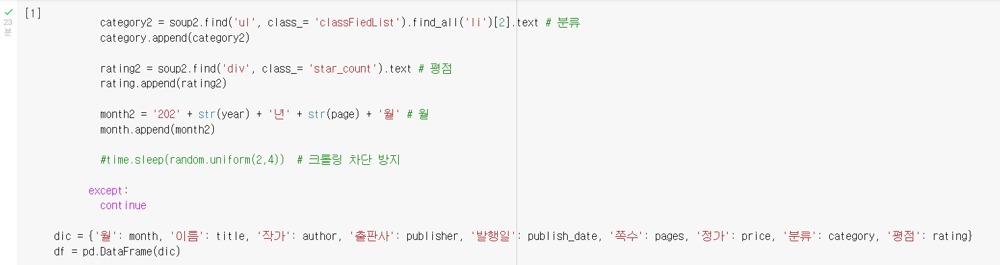 [1]
23
분
category2 = soup2.find('ul', class_= 'classFiedList').find_all('li')[2].text # 분류
category.append(category2)
rating2 = soup2.find('div', class_= 'star_count').text # 평점
rating.append(rating2)
month2 = '202' + str(year) + '년' + str(page) + '월' # 월
month.append(month2)
#time.sleep(random.uniform(2,4))  # 크롤링 차단 방지
except:
continue
dic = {'월': month, '이름': title, '작가': author, '출판사': publisher, '발행일': publish_date, '쪽수': pages, '정가': price, '분류': category, '평점': rating}
df = pd.DataFrame(dic)